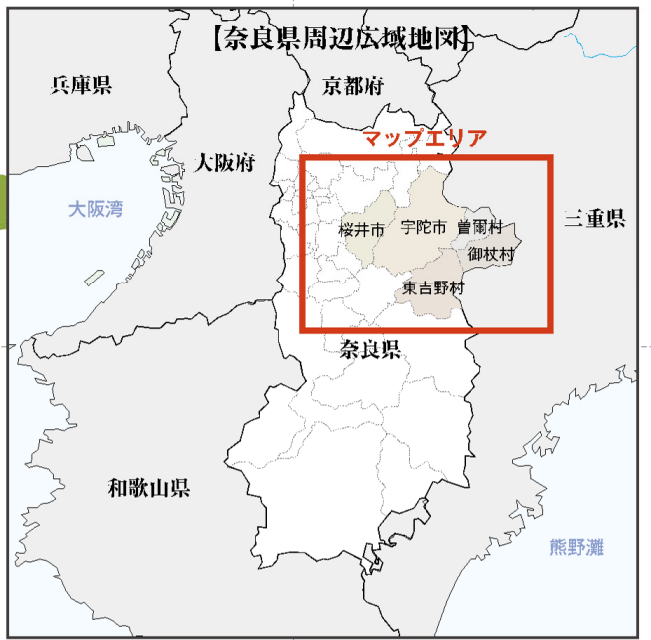 【奈良県周辺広域地図】
兵庫県
京都府
マップエリア
大阪府
大阪湾
三重県
桜井市
宇陀市
曽爾村
御杖村
東吉野村
奈良県
和歌山県
熊野灘